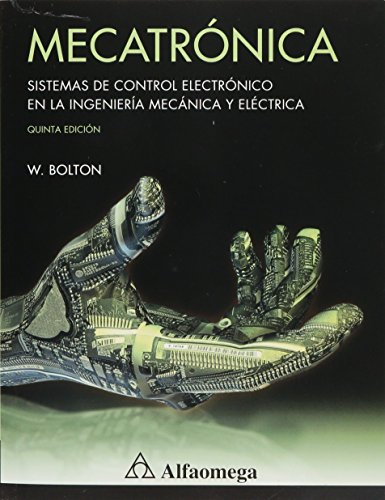 MECATRÓNICA
SISTEMAS DE CONTROL ELECTRÓNICO
EN LA INGENIERÍA MECÁNICA Y ELÉCTRICA
QUINTA EDICIÓN
W. BOLTON
Alfaomega